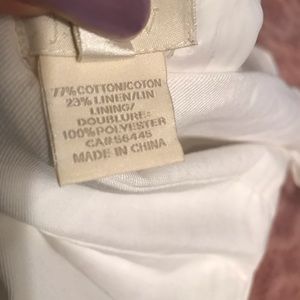 77% COTTON/COTON
23% LINEN/LIN
LINING/
DOUBLURE:
100% POLYESTER
CA#56445
MADE IN CHINA